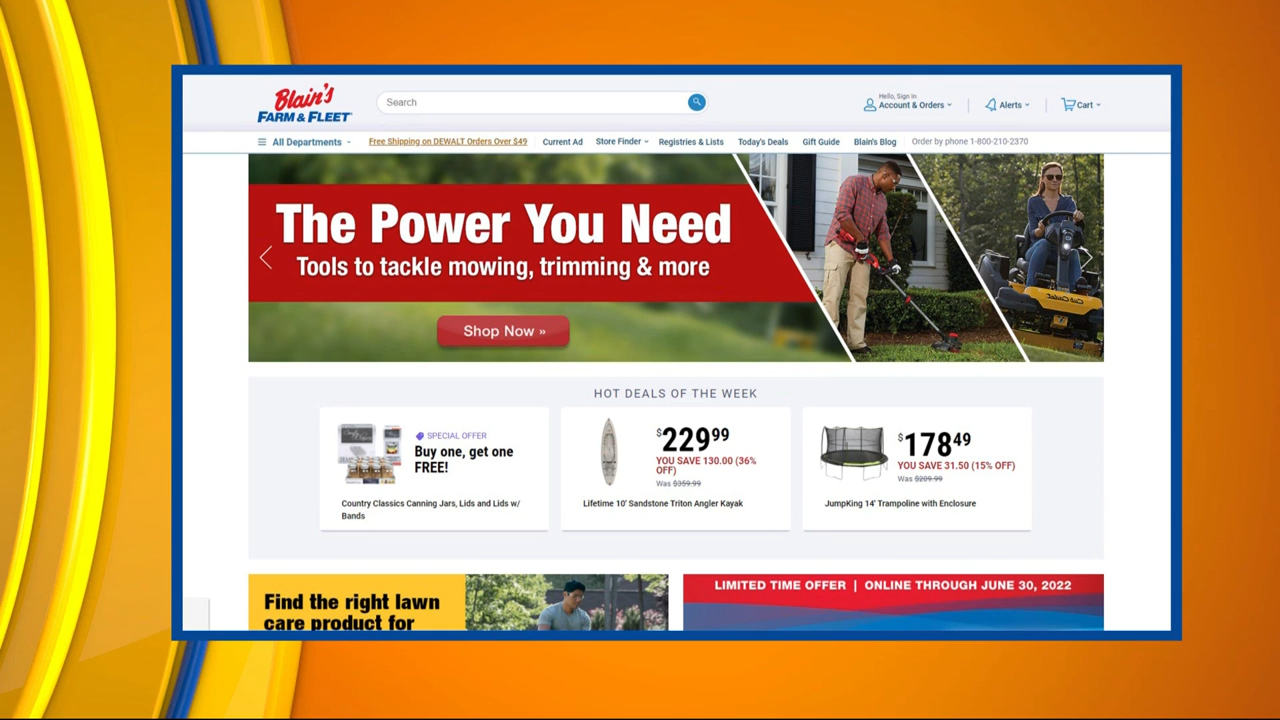 Blain's
FARM & FLEET
Search
Hello, Sign In
Account & Orders
Alerts
Cart
All Departments
Free Shipping on DEWALT Orders Over $49
Current Ad
Store Finder
Registries & Lists
Today's Deals
Gift Guide
Blain's Blog
Order by phone 1-800-210-2370
The Power You Need
Tools to tackle mowing, trimming & more
Shop Now »
Cub Cadet
HOT DEALS OF THE WEEK
SPECIAL OFFER
Buy one, get one
FREE!
Country Classics Canning Jars, Lids and Lids w/
Bands
$229.99
YOU SAVE 130.00 (36%
OFF)
Was $359.99
Lifetime 10' Sandstone Triton Angler Kayak
$178.49
YOU SAVE 31.50 (15% OFF)
Was $209.99
JumpKing 14' Trampoline with Enclosure
Find the right lawn
care product for
LIMITED TIME OFFER | ONLINE THROUGH JUNE 30, 2022